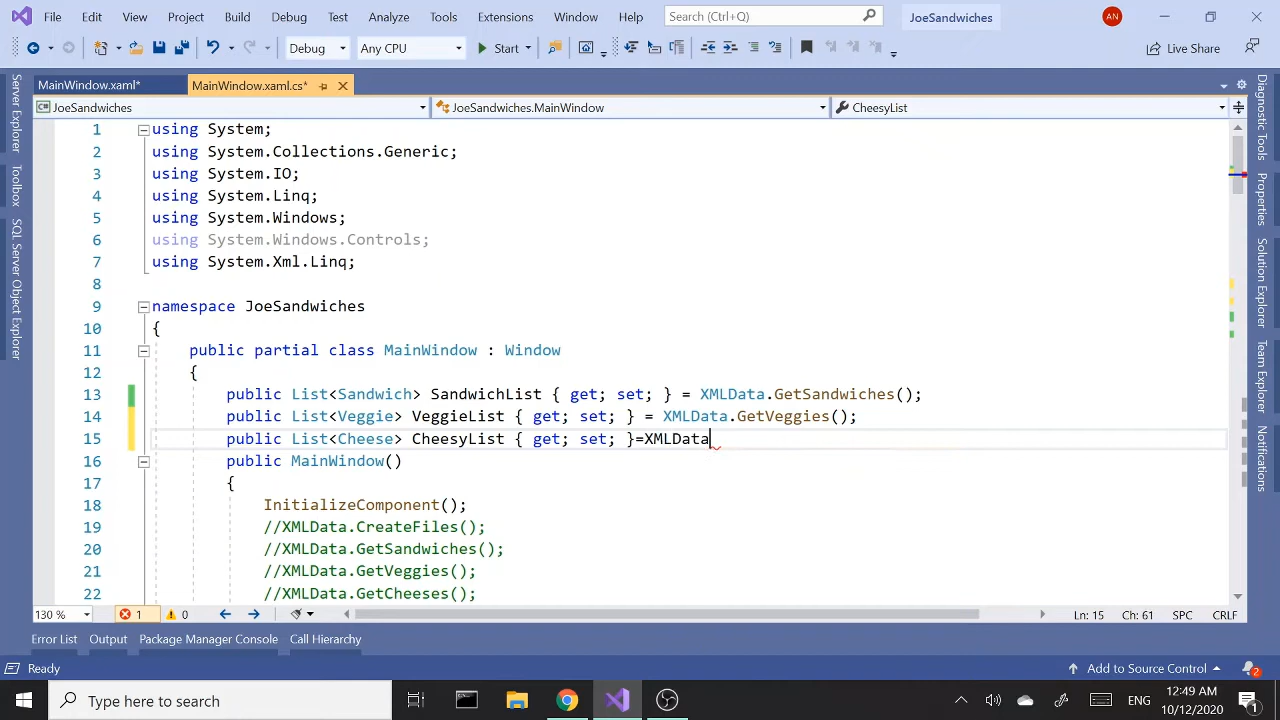 File Edit View Git Project Build Debug Test Analyze Tools Extensions Window Help Search (Ctrl+Q) JoeSandwiches AN
Debug Any CPU Start Live Share
MainWindow.xaml* MainWindow.xaml.cs*
JoeSandwiches JoeSandwiches.MainWindow CheesyList
Server Explorer
Toolbox
SQL Server Object Explorer
1 using System;
2 using System.Collections.Generic;
3 using System.IO;
4 using System.Linq;
5 using System.Windows;
6 using System.Windows.Controls;
7 using System.Xml.Linq;
8
9 namespace JoeSandwiches
10 {
11 public partial class MainWindow : Window
12 {
13 public List<Sandwich> SandwichList { get; set; } = XMLData.GetSandwiches();
14 public List<Veggie> VeggieList { get; set; } = XMLData.GetVeggies();
15 public List<Cheese> CheesyList { get; set; }=XMLData
16 public MainWindow()
17 {
18 InitializeComponent();
19 //XMLData.CreateFiles();
20 //XMLData.GetSandwiches();
21 //XMLData.GetVeggies();
22 //XMLData.GetCheeses();
Diagnostic Tools
Properties
Solution Explorer
Team Explorer
Notifications
130 % 1 0 Ln: 15 Ch: 61 SPC CRLF
Error List Output Package Manager Console Call Hierarchy
Ready Add to Source Control 2
Type here to search ENG
10/12/2020 1